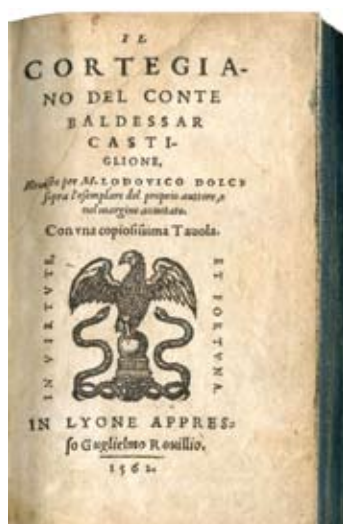 IL
CORTEGIA-
NO DEL CONTE
BALDESSAR
CASTI-
GLIONE,
Reuisto per M. LODOVICO DOLCE
sopra l'esemplare del proprio auttore, e
nel margine annotato.
Con vna copiosissima Tauola.
IN VIRTVTE,
ET FORTVNA.
IN LYONE APPRES-
so Guglielmo Rouillio.
1562.